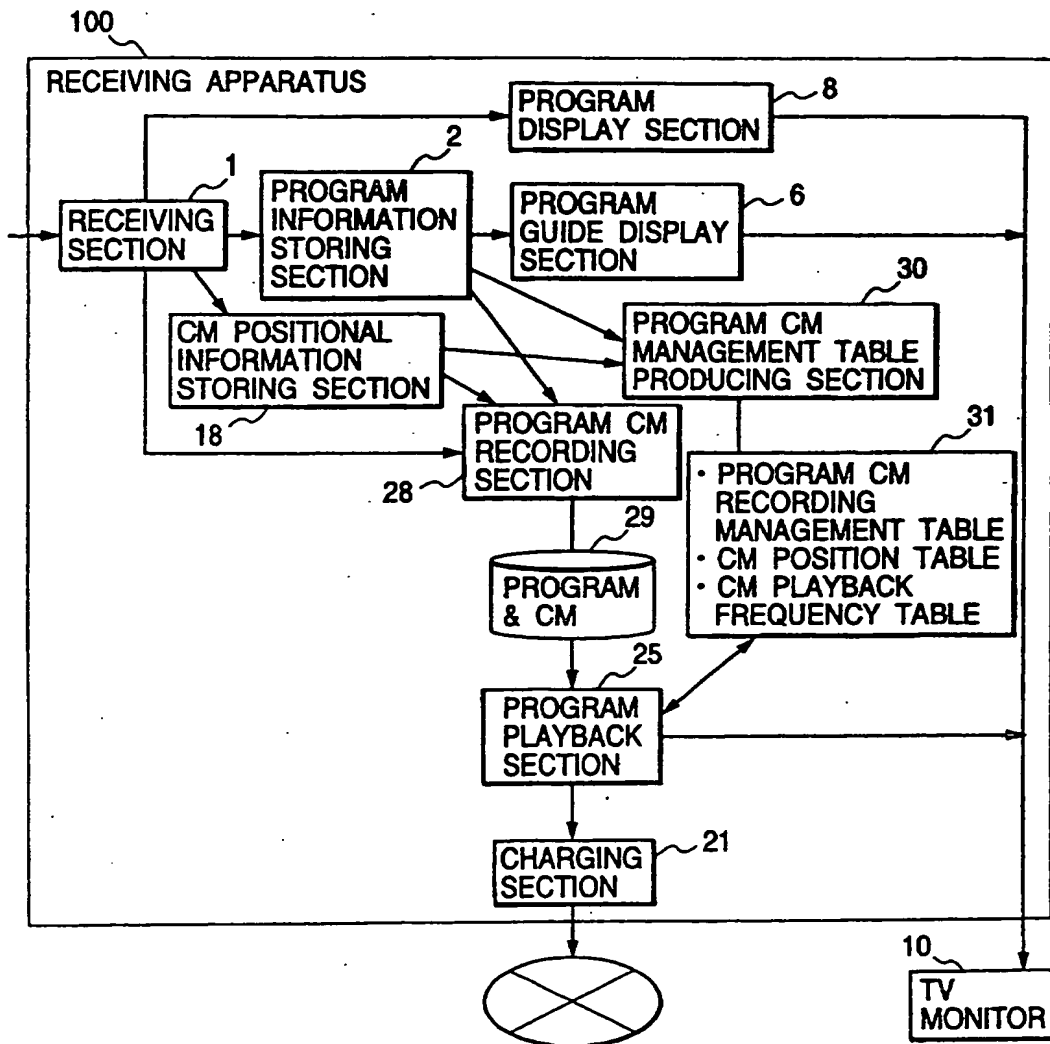 100
RECEIVING APPARATUS
8
PROGRAM
DISPLAY SECTION
2
1
PROGRAM
INFORMATION
STORING
SECTION
6
PROGRAM
GUIDE DISPLAY
SECTION
RECEIVING
SECTION
30
CM POSITIONAL
INFORMATION
STORING SECTION
18
PROGRAM CM
MANAGEMENT TABLE
PRODUCING SECTION
PROGRAM CM
RECORDING
SECTION
28
31
· PROGRAM CM
RECORDING
MANAGEMENT TABLE
· CM POSITION TABLE
· CM PLAYBACK
FREQUENCY TABLE
29
PROGRAM
& CM
25
PROGRAM
PLAYBACK
SECTION
21
CHARGING
SECTION
10
TV
MONITOR